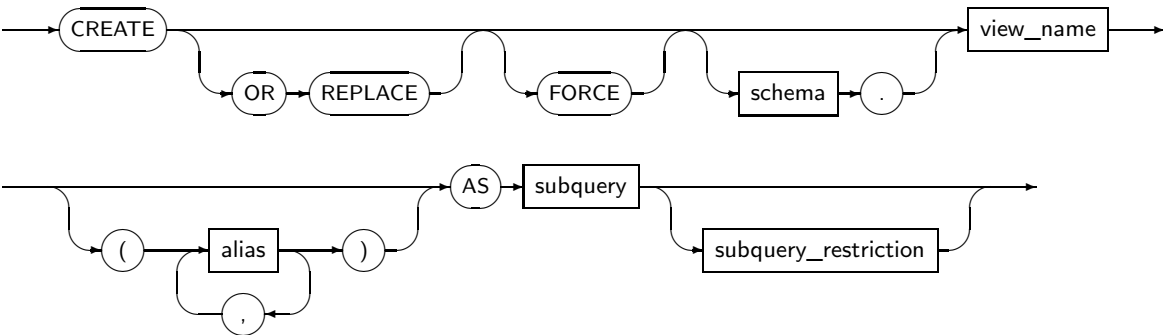 CREATE view_name
OR REPLACE FORCE schema .
AS subquery
( alias ) subquery_restriction
,